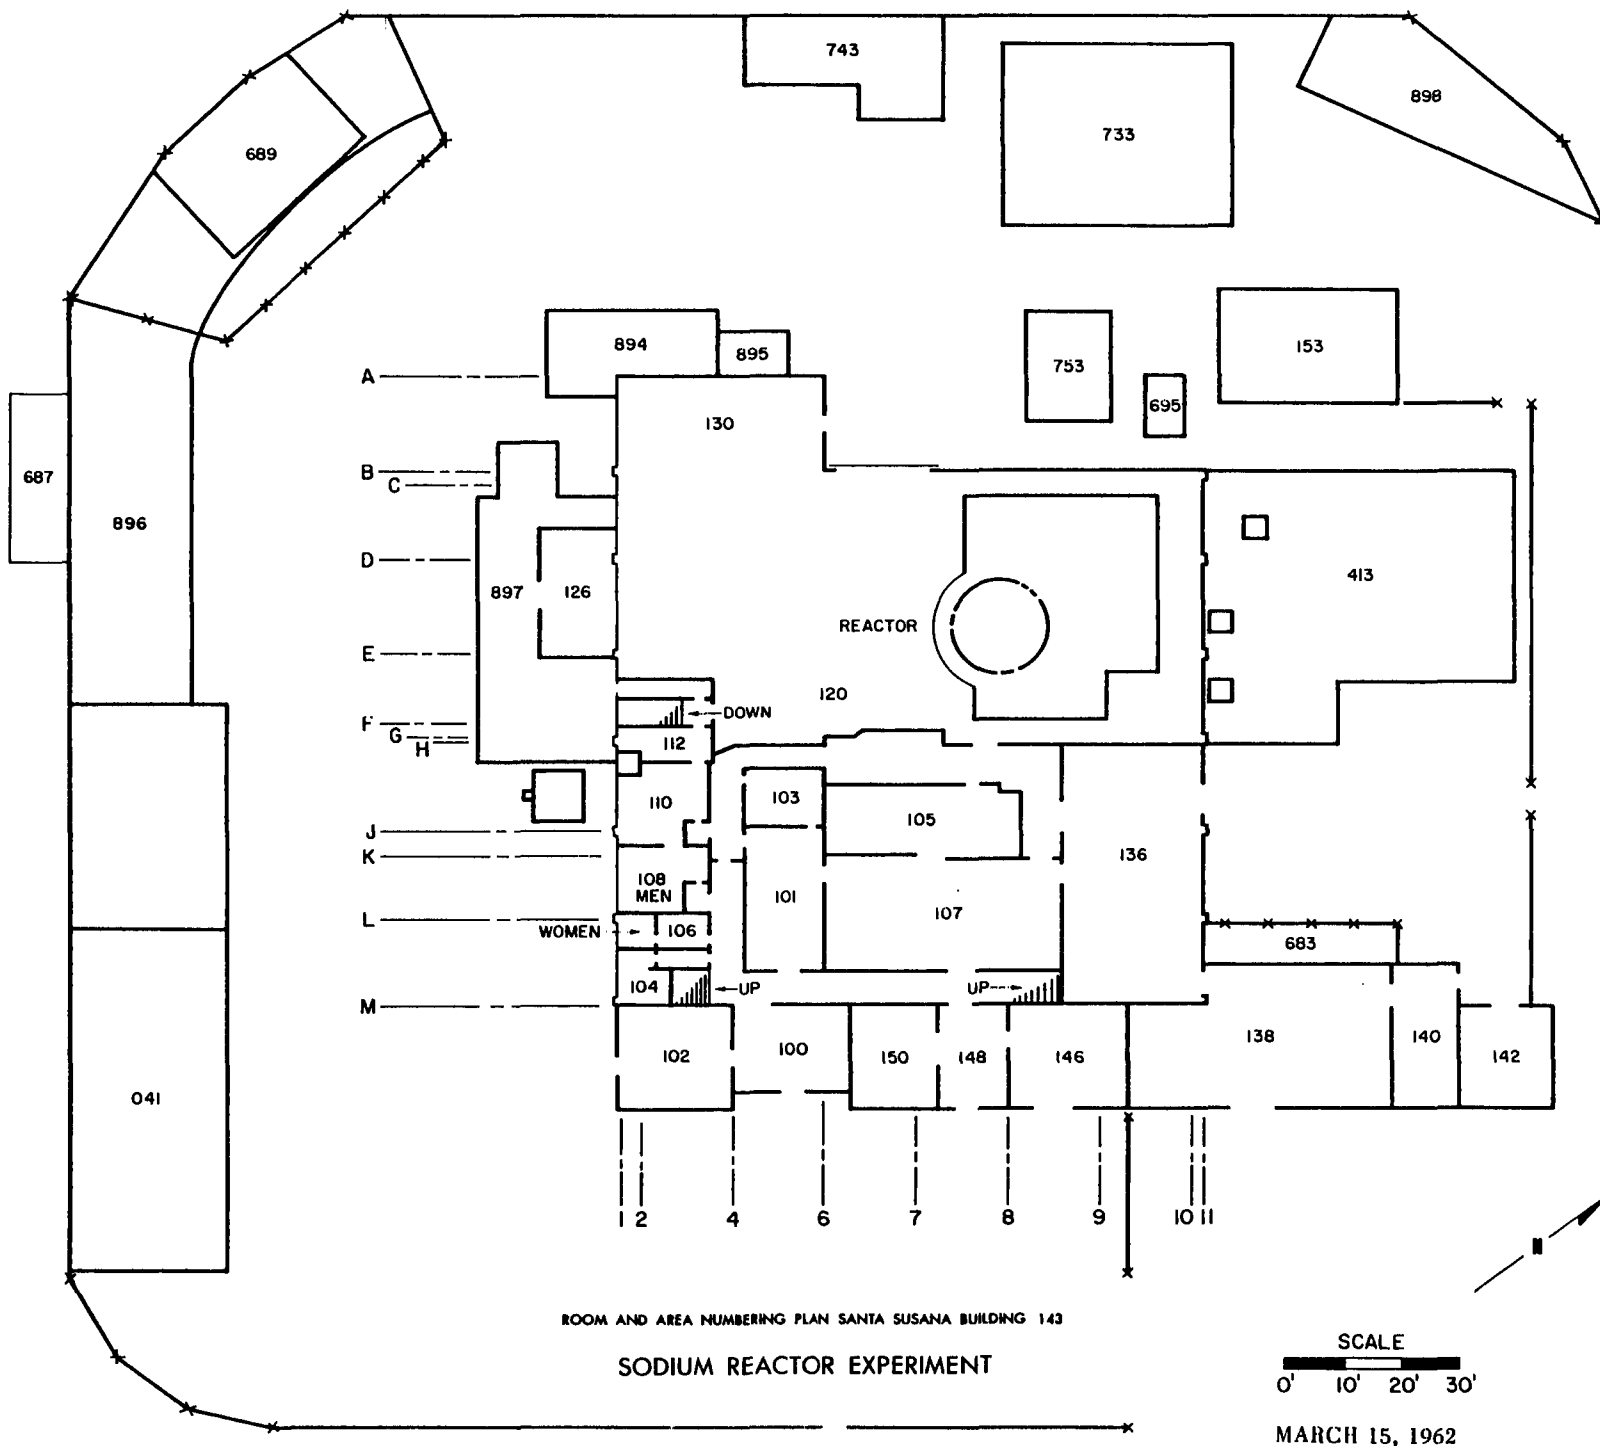 743
733
898
689
894
895
753
153
695
A
130
B
C
687
896
D
897
126
413
REACTOR
E
120
F
DOWN
G
H
112
110
103
105
J
K
136
108
MEN
101
107
L
WOMEN
106
683
104
UP
UP
M
102
100
150
148
146
138
140
142
041
1 2 4 6 7 8 9 10 11
N
ROOM AND AREA NUMBERING PLAN SANTA SUSANA BUILDING 143
SODIUM REACTOR EXPERIMENT
SCALE
0' 10' 20' 30'
MARCH 15, 1962